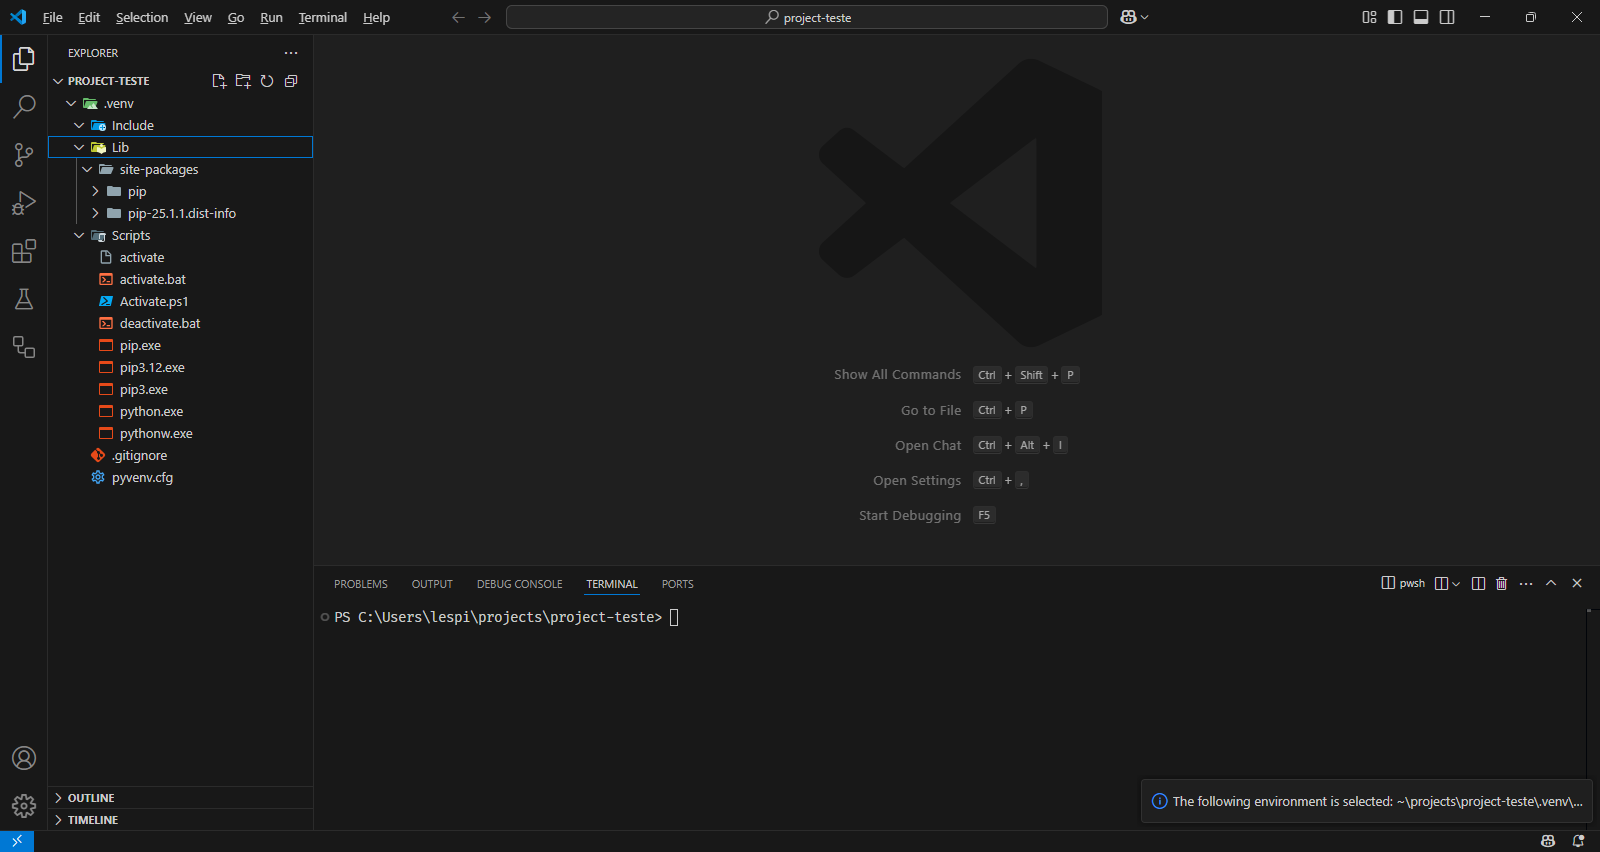 File Edit Selection View Go Run Terminal Help
project-teste
EXPLORER
PROJECT-TESTE
.venv
Include
Lib
site-packages
pip
pip-25.1.1.dist-info
Scripts
activate
activate.bat
Activate.ps1
deactivate.bat
pip.exe
pip3.12.exe
pip3.exe
python.exe
pythonw.exe
.gitignore
pyvenv.cfg
OUTLINE
TIMELINE
Show All Commands Ctrl + Shift + P
Go to File Ctrl + P
Open Chat Ctrl + Alt + I
Open Settings Ctrl + ,
Start Debugging F5
PROBLEMS OUTPUT DEBUG CONSOLE TERMINAL PORTS
pwsh
PS C:\Users\lespi\projects\project-teste>
The following environment is selected: ~\projects\project-teste\.venv\...